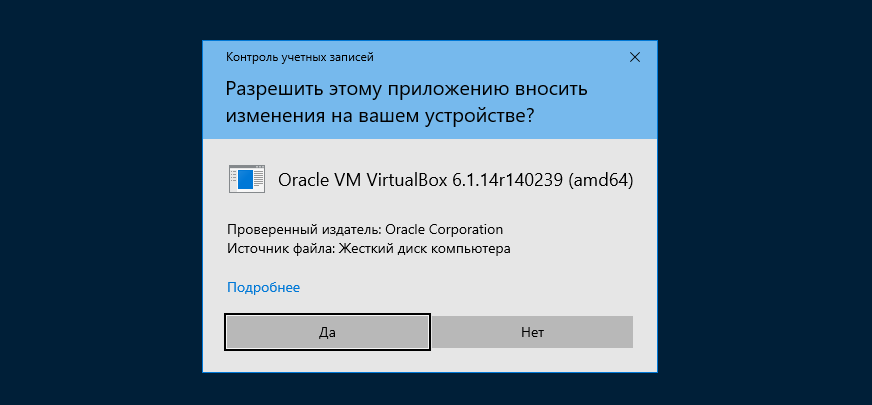 Контроль учетных записей
Разрешить этому приложению вносить
изменения на вашем устройстве?
Oracle VM VirtualBox 6.1.14r140239 (amd64)
Проверенный издатель: Oracle Corporation
Источник файла: Жесткий диск компьютера
Подробнее
Да
Нет